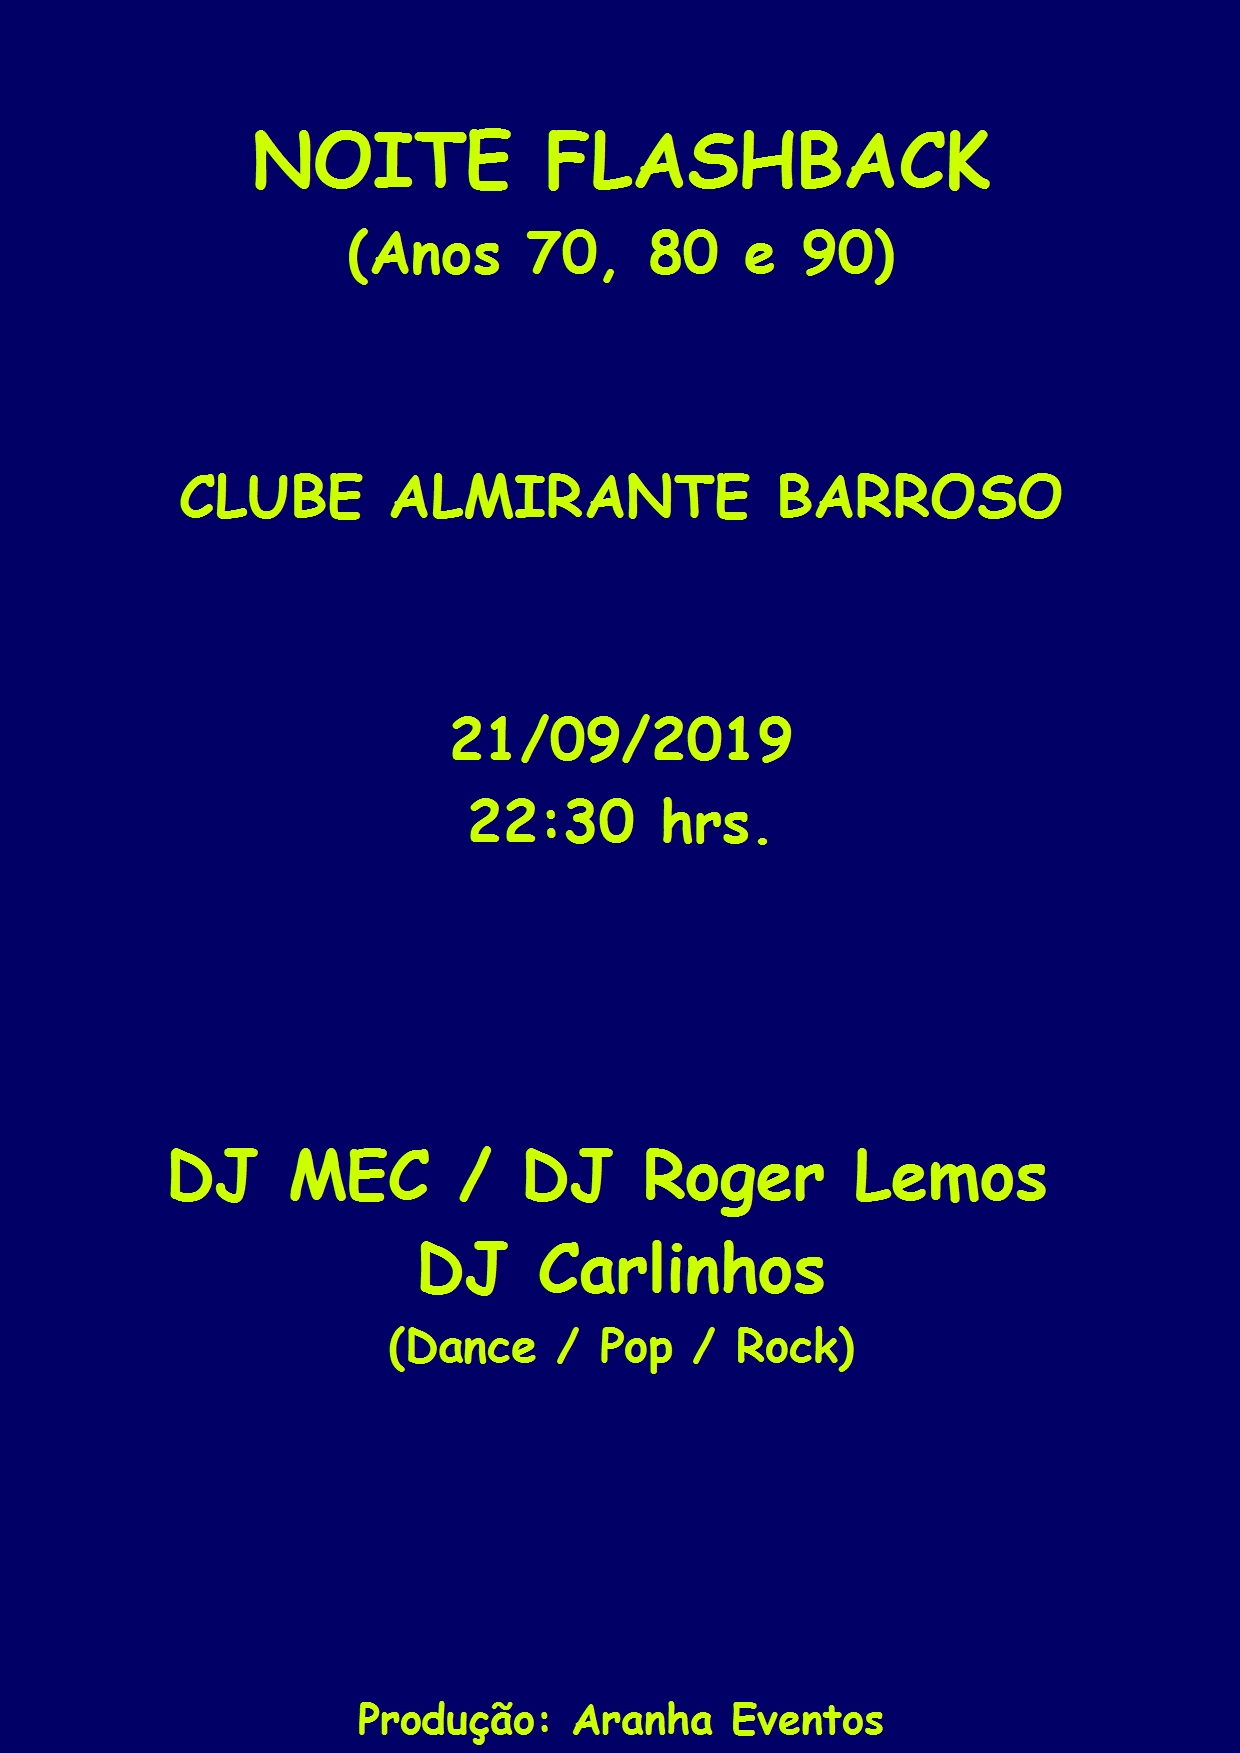 NOITE FLASHBACK
(Anos 70, 80 e 90)
CLUBE ALMIRANTE BARROSO
21/09/2019
22:30 hrs.
DJ MEC / DJ Roger Lemos
DJ Carlinhos
(Dance / Pop / Rock)
Produção: Aranha Eventos